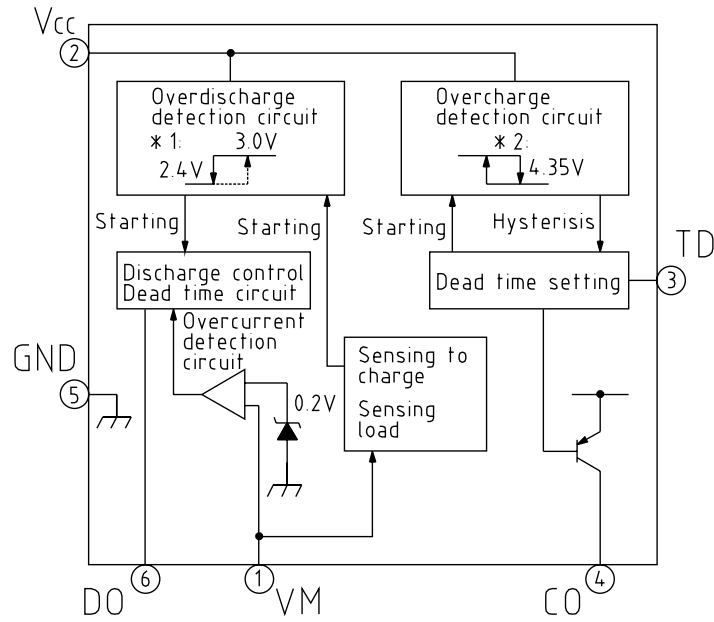 Vcc
2
Overdischarge
detection circuit
* 1:
3.0V
2.4V
Overcharge
detection circuit
* 2:
4.35V
Starting
Starting
Starting
Hysterisis
TD
3
Discharge control
Dead time circuit
Dead time setting
Overcurrent
detection
circuit
GND
5
0.2V
Sensing to
charge
Sensing
load
DO
6
1
VM
CO
4